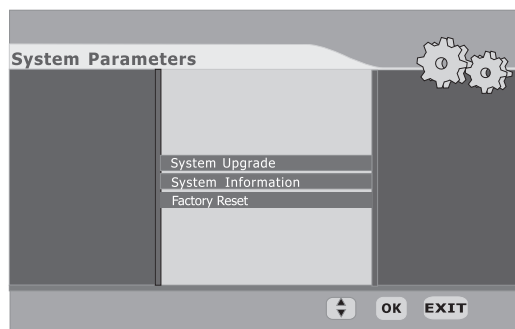 System Parameters
System Upgrade
System Information
Factory Reset
OK EXIT